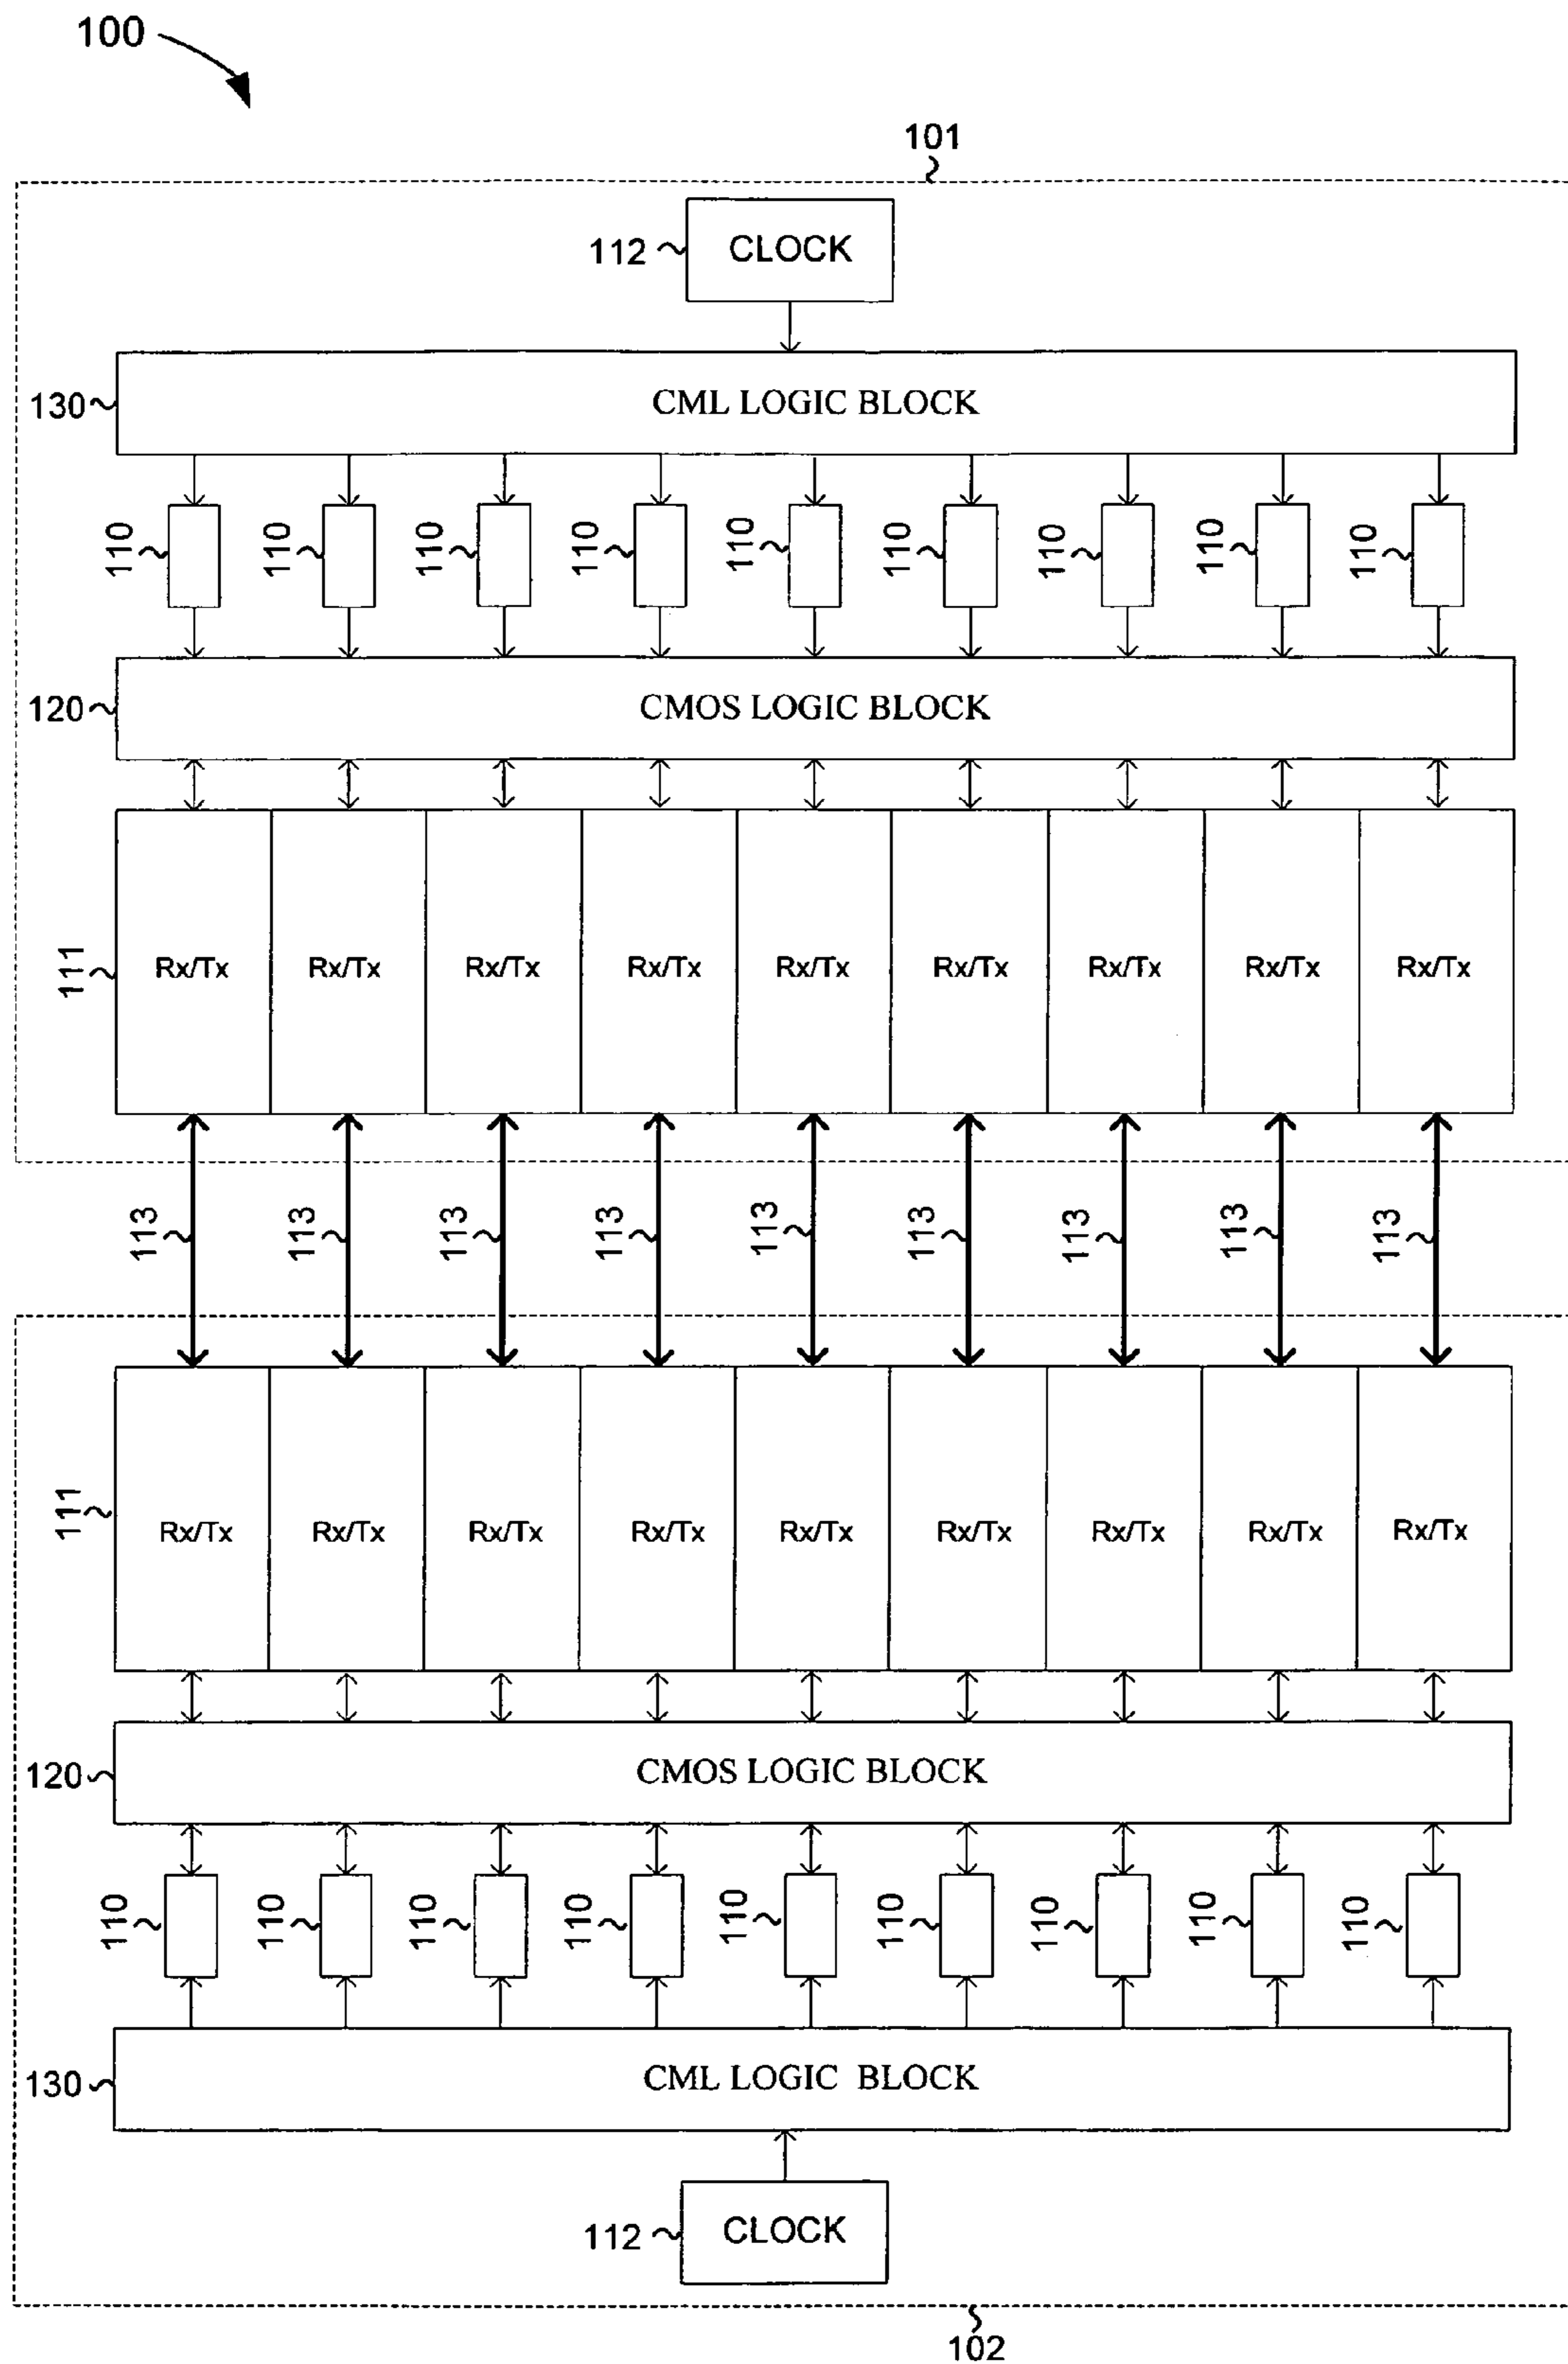 100
101
112 CLOCK
130 CML LOGIC BLOCK
110 110 110 110 110 110 110 110 110
120 CMOS LOGIC BLOCK
111 Rx/Tx Rx/Tx Rx/Tx Rx/Tx Rx/Tx Rx/Tx Rx/Tx Rx/Tx Rx/Tx
113 113 113 113 113 113 113 113 113
111 Rx/Tx Rx/Tx Rx/Tx Rx/Tx Rx/Tx Rx/Tx Rx/Tx Rx/Tx Rx/Tx
120 CMOS LOGIC BLOCK
110 110 110 110 110 110 110 110 110
130 CML LOGIC BLOCK
112 CLOCK
102